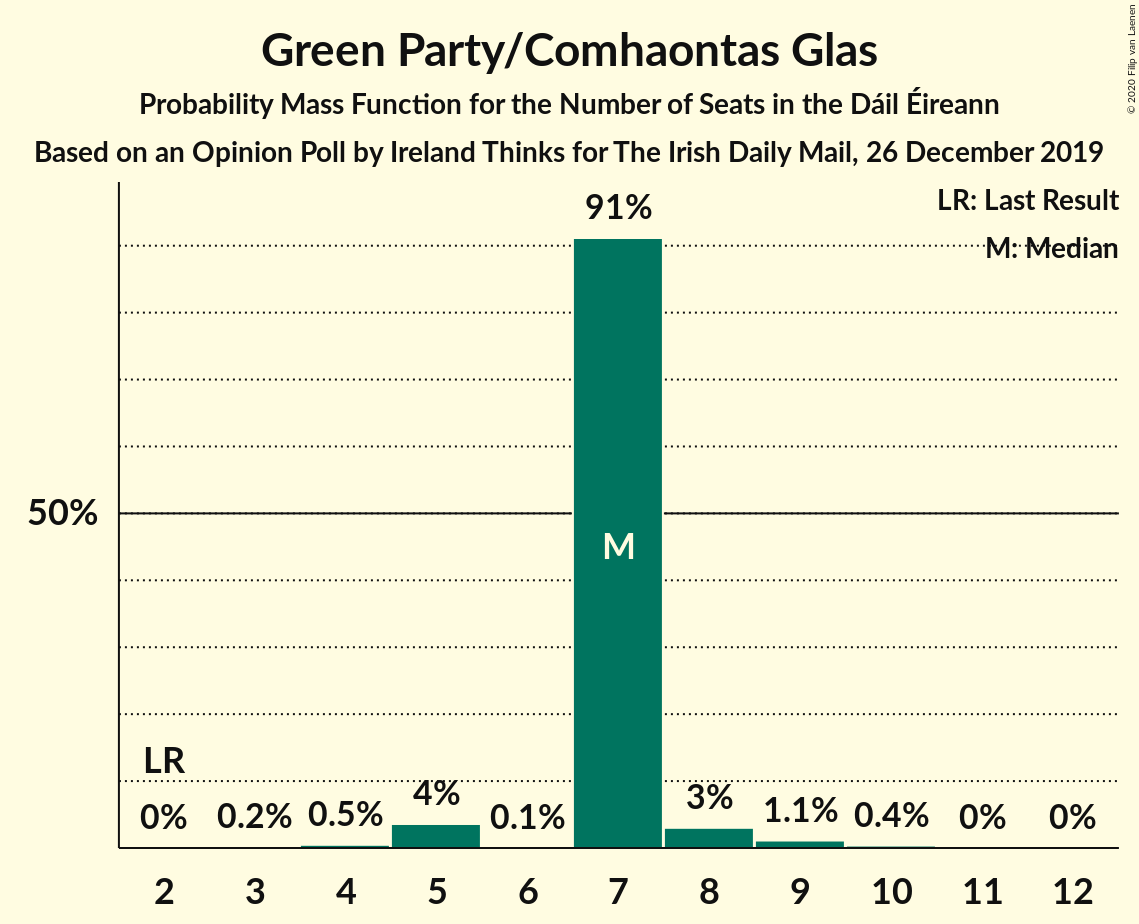 © 2020 Filip van Laenen
Green Party/Comhaontas Glas
Probability Mass Function for the Number of Seats in the Dáil Éireann
Based on an Opinion Poll by Ireland Thinks for The Irish Daily Mail, 26 December 2019
LR: Last Result
M: Median
91%
50%
M
LR
0% 0.2% 0.5% 4% 0.1% 3% 1.1% 0.4% 0% 0%
2 3 4 5 6 7 8 9 10 11 12